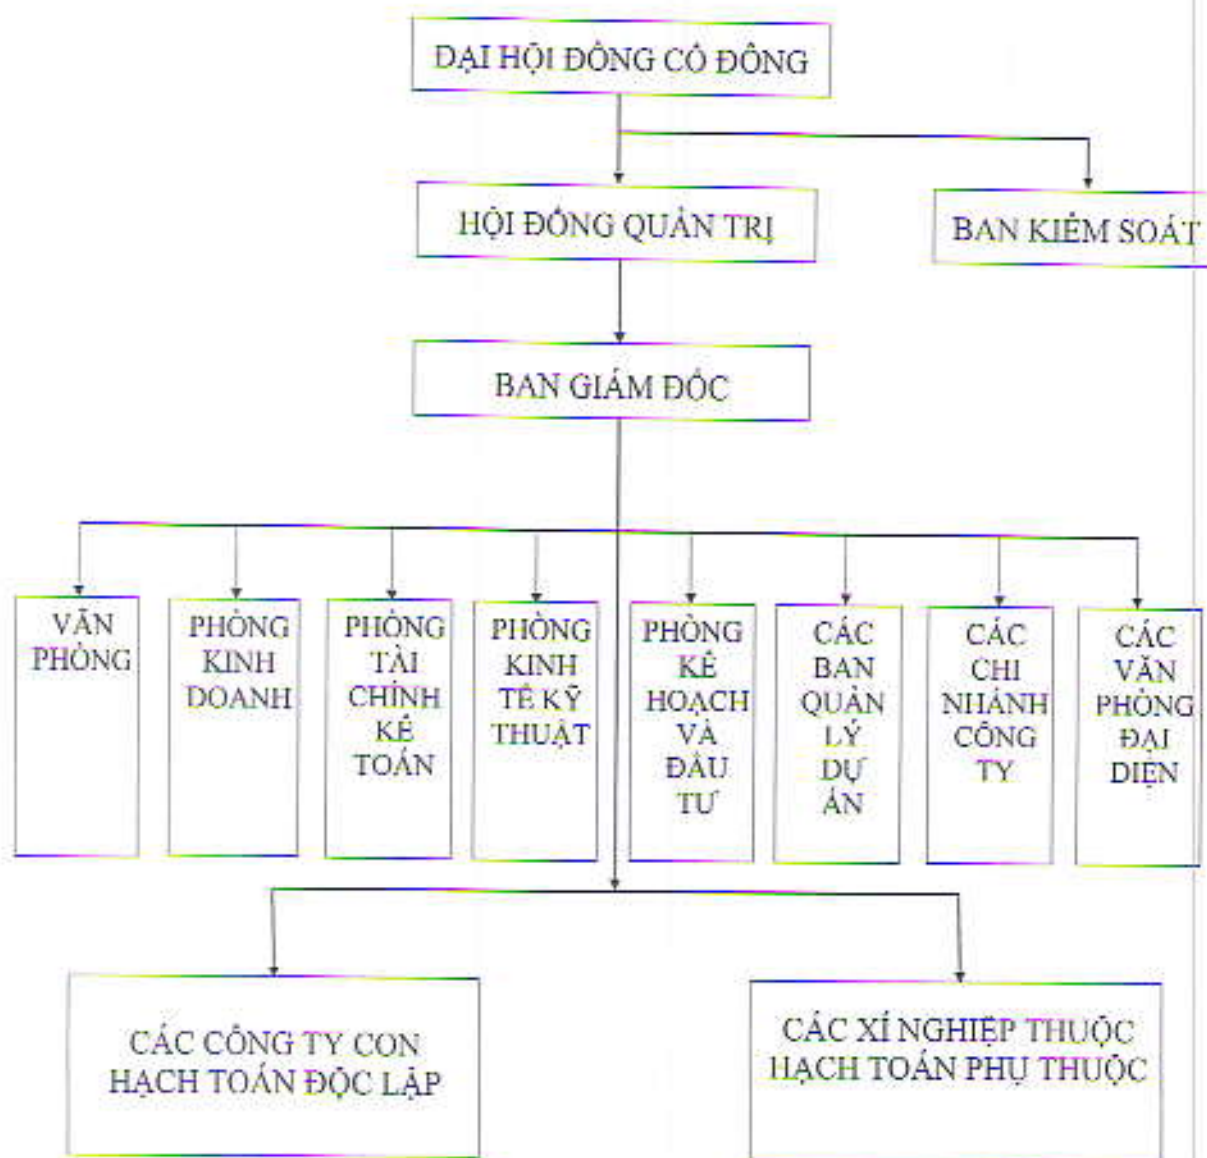 ĐẠI HỘI ĐỒNG CỔ ĐÔNG
HỘI ĐỒNG QUẢN TRỊ
BAN KIỂM SOÁT
BAN GIÁM ĐỐC
VĂN
PHÒNG
PHÒNG
KINH
DOANH
PHÒNG
TÀI
CHÍNH
KẾ
TOÁN
PHÒNG
KINH
TẾ KỸ
THUẬT
PHÒNG
KẾ
HOẠCH
VÀ
ĐẦU
TƯ
CÁC
BAN
QUẢN
LÝ
DỰ
ÁN
CÁC
CHI
NHÁNH
CÔNG
TY
CÁC
VĂN
PHÒNG
ĐẠI
DIỆN
CÁC CÔNG TY CON
HẠCH TOÁN ĐỘC LẬP
CÁC XÍ NGHIỆP THUỘC
HẠCH TOÁN PHỤ THUỘC